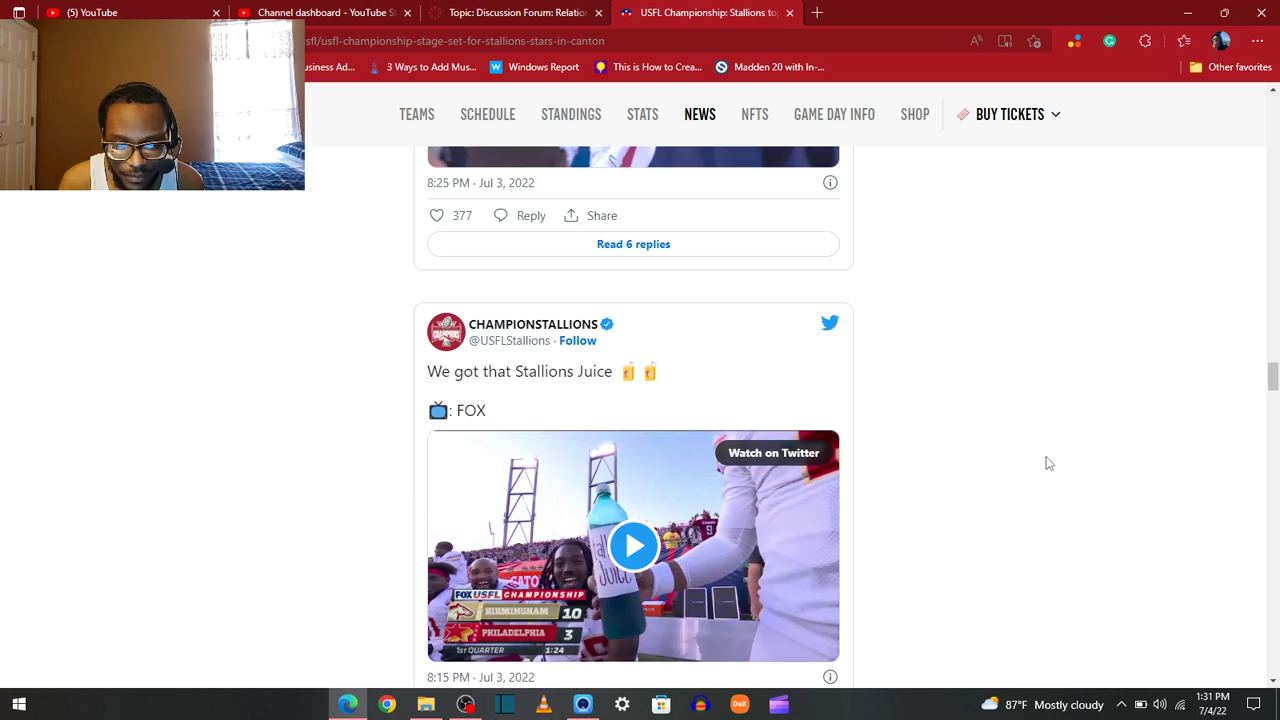 (5) YouTube
Channel dashboard - YouTube St
Topic: Discussion Forum: Relatio
USFL Championship: Stallions to
sfl/usfl-championship-stage-set-for-stallions-stars-in-canton
usiness Ad...
3 Ways to Add Mus...
Windows Report
This is How to Crea...
Madden 20 with In-...
Other favorites
TEAMS
SCHEDULE
STANDINGS
STATS
NEWS
NFTS
GAME DAY INFO
SHOP
BUY TICKETS
8:25 PM · Jul 3, 2022
377
Reply
Share
Read 6 replies
CHAMPIONSTALLIONS
@USFLStallions · Follow
We got that Stallions Juice 🧃🧃
📺: FOX
Watch on Twitter
JUICE
GATO
FOX USFL CHAMPIONSHIP
BIRMINGHAM 10
PHILADELPHIA 3
1ST QUARTER 1:24
8:15 PM · Jul 3, 2022
DeX
87°F Mostly cloudy
1:31 PM
7/4/22